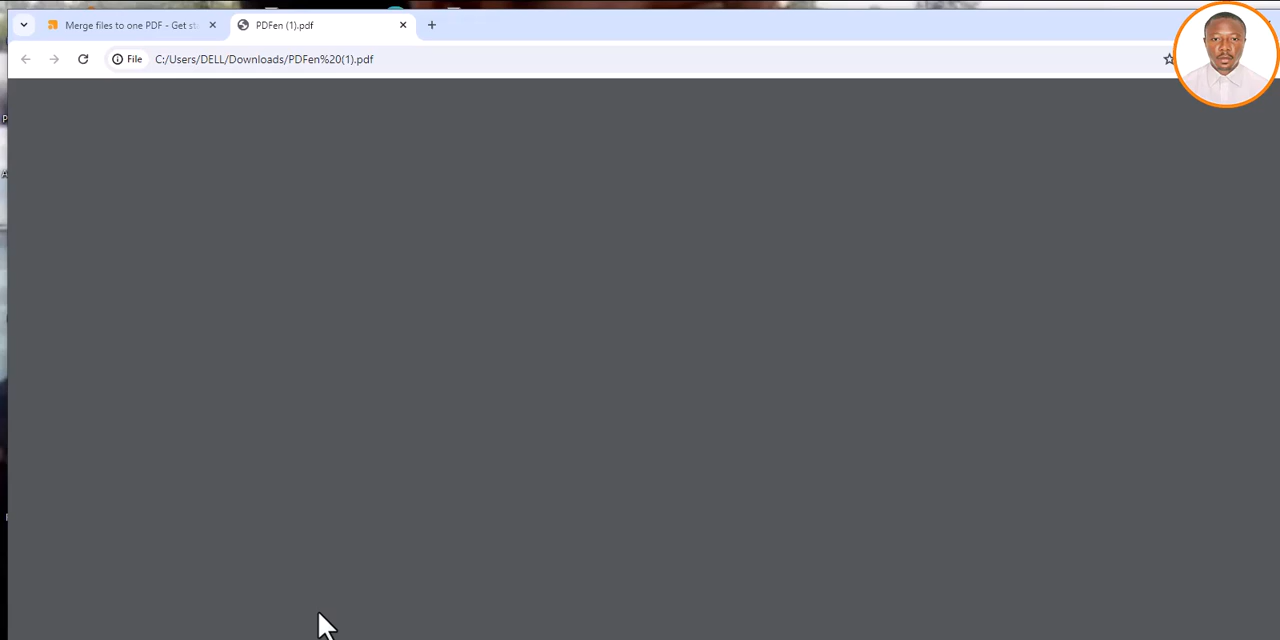 Merge files to one PDF - Get st
PDFen (1).pdf
File
C:/Users/DELL/Downloads/PDFen%20(1).pdf